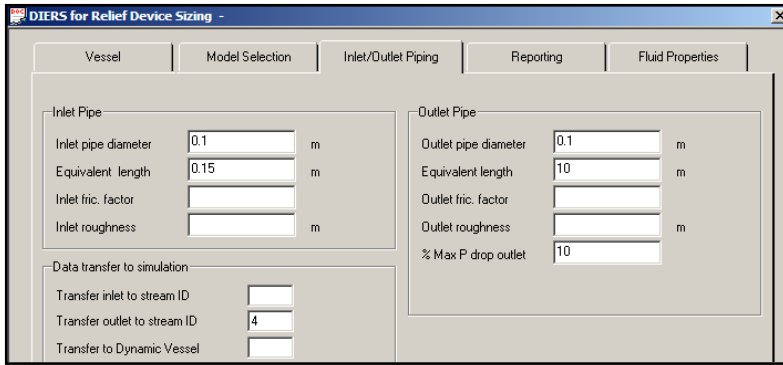 DIERS for Relief Device Sizing -
Vessel Model Selection Inlet/Outlet Piping Reporting Fluid Properties
Inlet Pipe
Inlet pipe diameter 0.1 m
Equivalent length 0.15 m
Inlet fric. factor
Inlet roughness m
Data transfer to simulation
Transfer inlet to stream ID
Transfer outlet to stream ID 4
Transfer to Dynamic Vessel
Outlet Pipe
Outlet pipe diameter 0.1 m
Equivalent length 10 m
Outlet fric. factor
Outlet roughness m
% Max P drop outlet 10